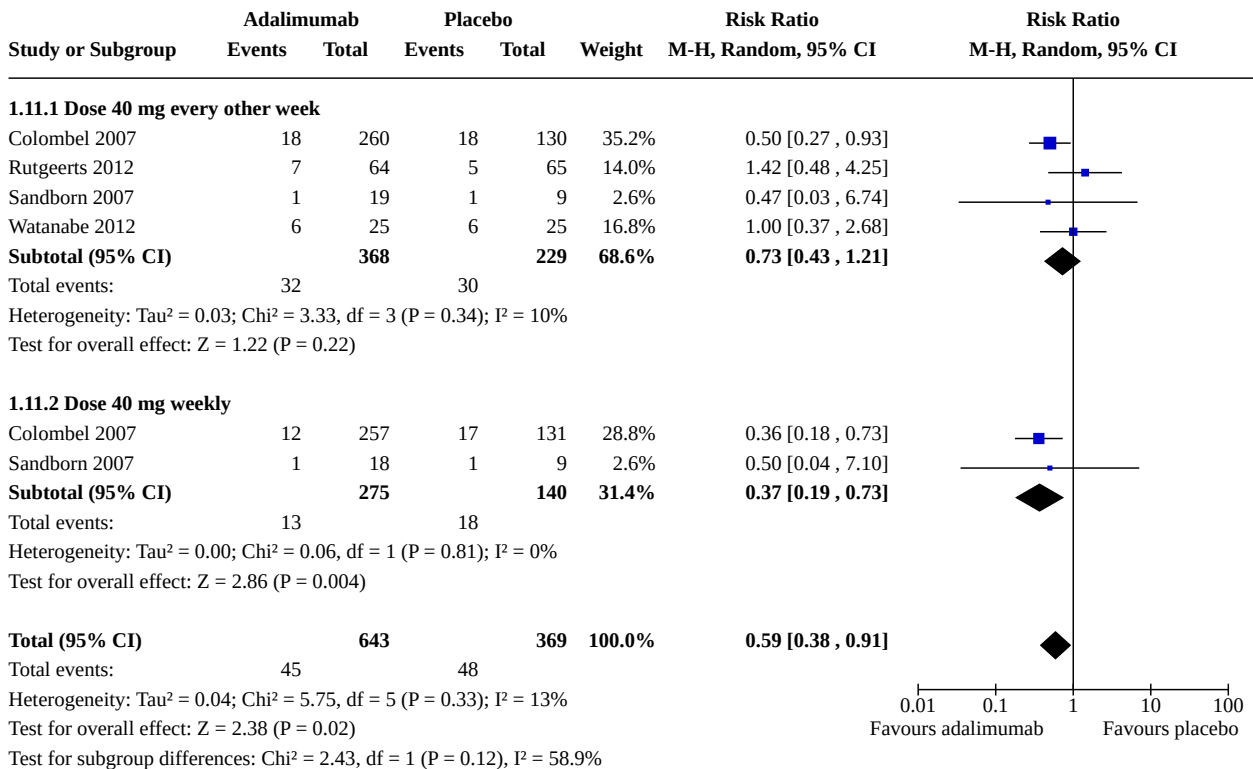 Adalimumab Placebo Risk Ratio Risk Ratio
Study or Subgroup Events Total Events Total Weight M-H, Random, 95% CI M-H, Random, 95% CI
1.11.1 Dose 40 mg every other week
Colombel 2007 18 260 18 130 35.2% 0.50 [0.27 , 0.93]
Rutgeerts 2012 7 64 5 65 14.0% 1.42 [0.48 , 4.25]
Sandborn 2007 1 19 1 9 2.6% 0.47 [0.03 , 6.74]
Watanabe 2012 6 25 6 25 16.8% 1.00 [0.37 , 2.68]
Subtotal (95% CI) 368 229 68.6% 0.73 [0.43 , 1.21]
Total events: 32 30
Heterogeneity: Tau² = 0.03; Chi² = 3.33, df = 3 (P = 0.34); I² = 10%
Test for overall effect: Z = 1.22 (P = 0.22)
1.11.2 Dose 40 mg weekly
Colombel 2007 12 257 17 131 28.8% 0.36 [0.18 , 0.73]
Sandborn 2007 1 18 1 9 2.6% 0.50 [0.04 , 7.10]
Subtotal (95% CI) 275 140 31.4% 0.37 [0.19 , 0.73]
Total events: 13 18
Heterogeneity: Tau² = 0.00; Chi² = 0.06, df = 1 (P = 0.81); I² = 0%
Test for overall effect: Z = 2.86 (P = 0.004)
Total (95% CI) 643 369 100.0% 0.59 [0.38 , 0.91]
Total events: 45 48
Heterogeneity: Tau² = 0.04; Chi² = 5.75, df = 5 (P = 0.33); I² = 13%
0.01 0.1 1 10 100
Test for overall effect: Z = 2.38 (P = 0.02)
Favours adalimumab Favours placebo
Test for subgroup differences: Chi² = 2.43, df = 1 (P = 0.12), I² = 58.9%